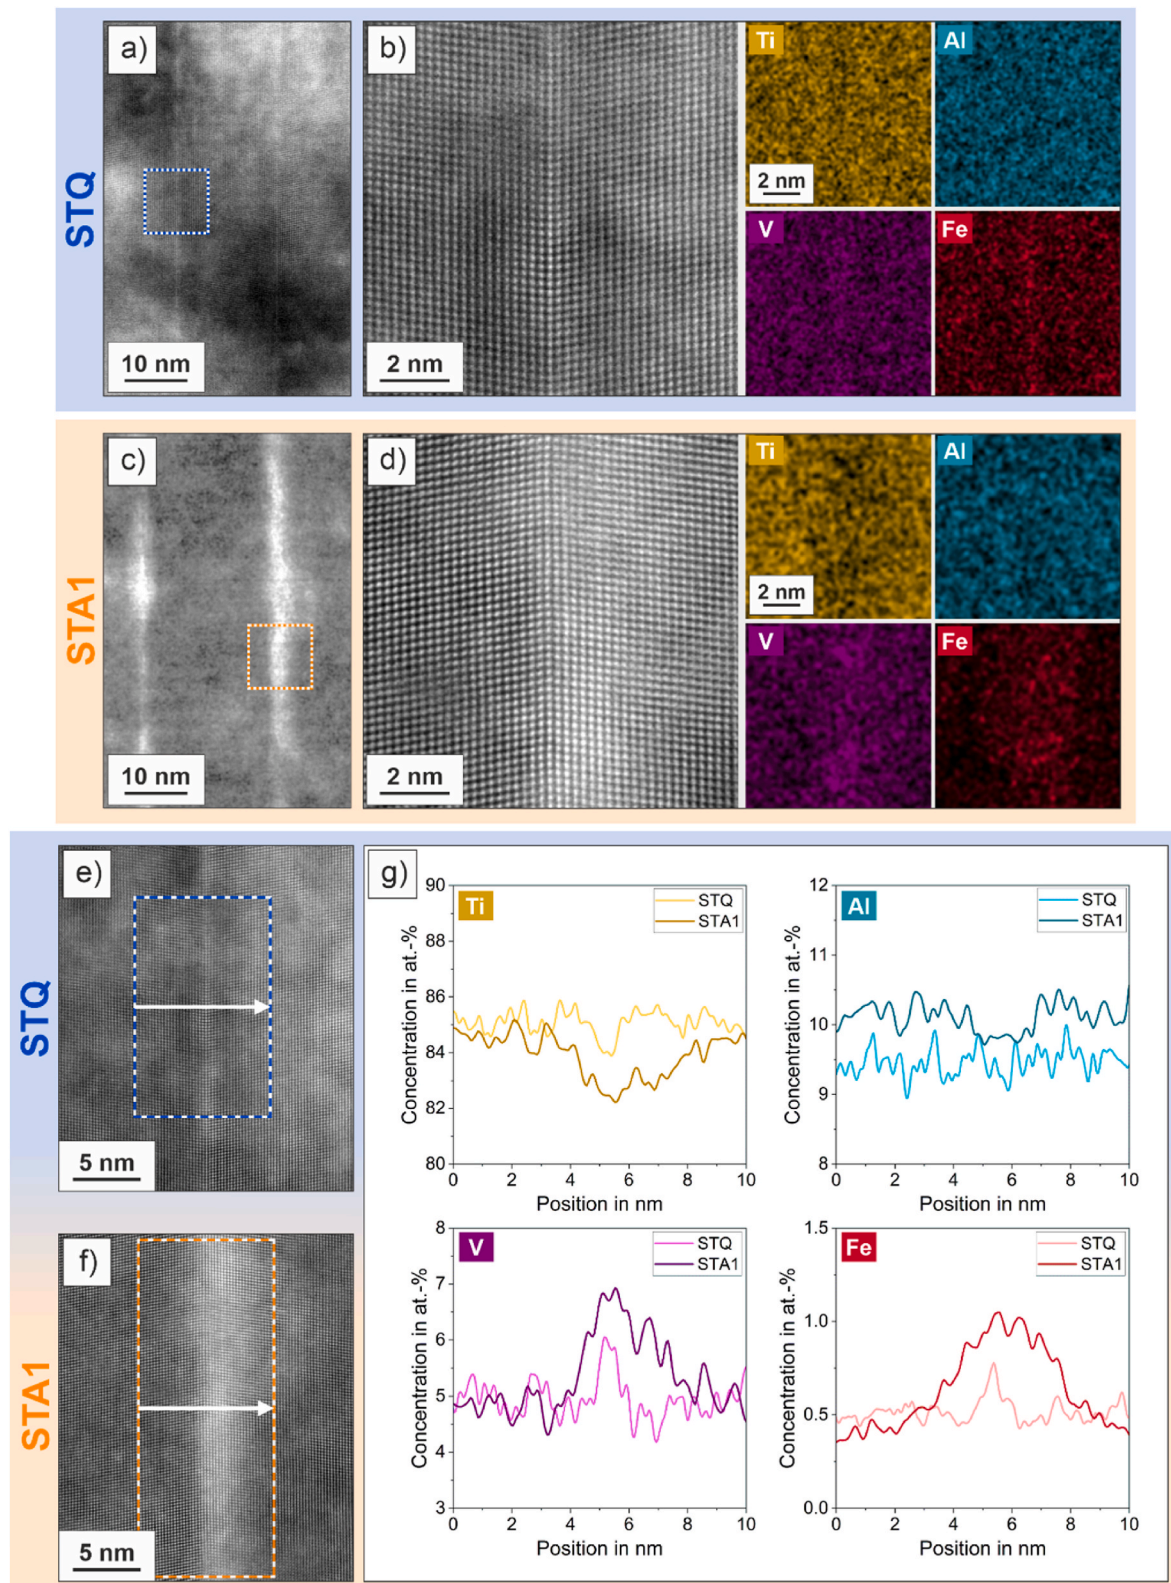 STQ
a)
10 nm
b)
2 nm
Ti
2 nm
Al
V
Fe
STA1
c)
10 nm
d)
2 nm
Ti
2 nm
Al
V
Fe
STQ
e)
5 nm
STA1
f)
5 nm
g)
Ti
STQ
STA1
Concentration in at.-%
90
88
86
84
82
80
0 2 4 6 8 10
Position in nm
Al
STQ
STA1
Concentration in at.-%
12
11
10
9
8
0 2 4 6 8 10
Position in nm
V
STQ
STA1
Concentration in at.-%
8
7
6
5
4
3
0 2 4 6 8 10
Position in nm
Fe
STQ
STA1
Concentration in at.-%
1.5
1.0
0.5
0.0
0 2 4 6 8 10
Position in nm